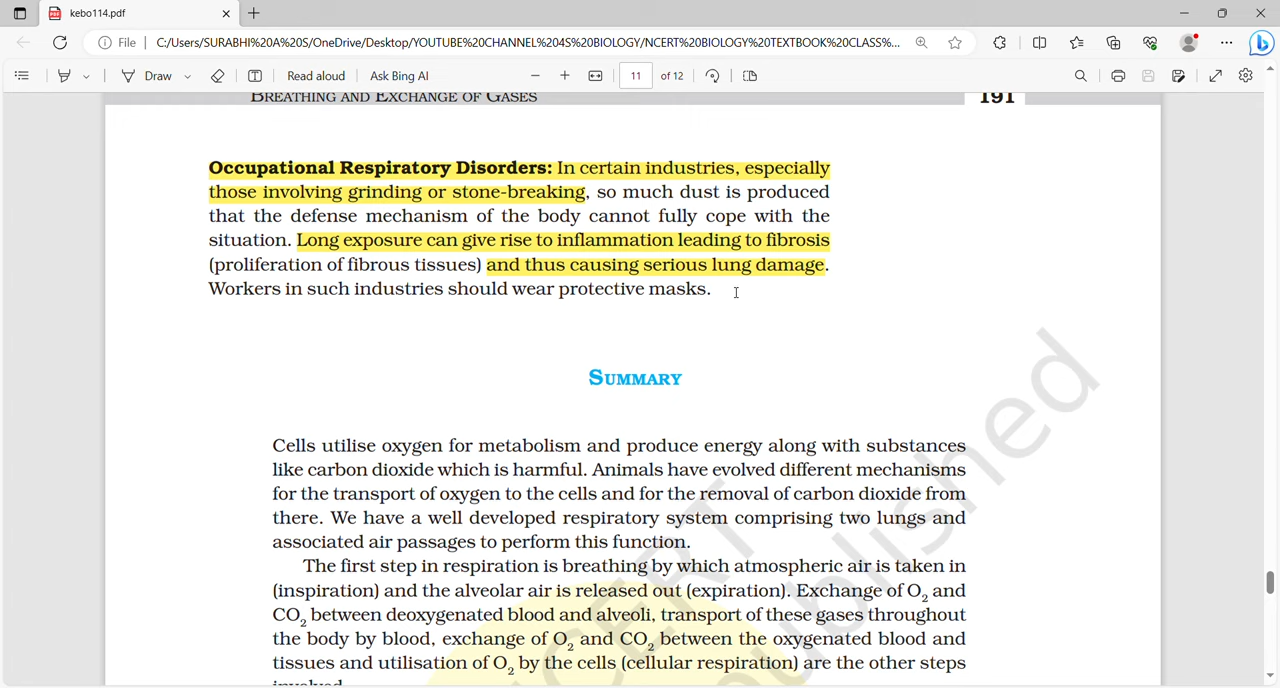 kebo114.pdf
File
C:/Users/SURABHI%20A%20S/OneDrive/Desktop/YOUTUBE%20CHANNEL%204S%20BIOLOGY/NCERT%20BIOLOGY%20TEXTBOOK%20CLASS%...
Draw
Read aloud
Ask Bing AI
11 of 12
BREATHING AND EXCHANGE OF GASES 191
Occupational Respiratory Disorders: In certain industries, especially
those involving grinding or stone-breaking, so much dust is produced
that the defense mechanism of the body cannot fully cope with the
situation. Long exposure can give rise to inflammation leading to fibrosis
(proliferation of fibrous tissues) and thus causing serious lung damage.
Workers in such industries should wear protective masks.
SUMMARY
Cells utilise oxygen for metabolism and produce energy along with substances
like carbon dioxide which is harmful. Animals have evolved different mechanisms
for the transport of oxygen to the cells and for the removal of carbon dioxide from
there. We have a well developed respiratory system comprising two lungs and
associated air passages to perform this function.
The first step in respiration is breathing by which atmospheric air is taken in
(inspiration) and the alveolar air is released out (expiration). Exchange of O2 and
CO2 between deoxygenated blood and alveoli, transport of these gases throughout
the body by blood, exchange of O2 and CO2 between the oxygenated blood and
tissues and utilisation of O2 by the cells (cellular respiration) are the other steps
involved.
NCERT
published